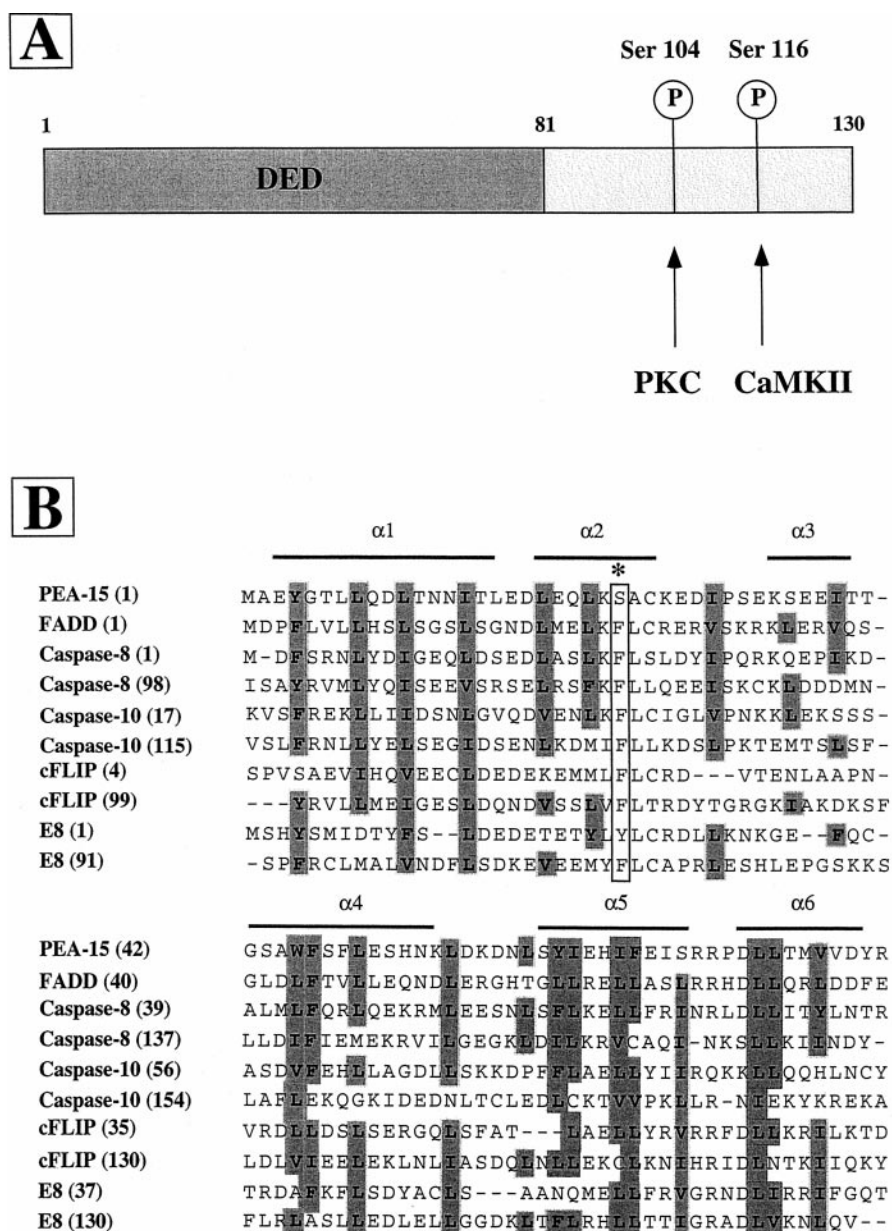 A
Ser 104 Ser 116
P P
1 81 130
DED
PKC CaMKII
B
α1 α2 α3
*
PEA-15 (1) MAEYGTLLQDLTNNITLEDLEQLKSACKEDIPSEKSEEITT-
FADD (1) MDPFLVLLHSLSGSLSGNDLMELKFLCRERVSKRKLERVQS-
Caspase-8 (1) M-DFSRNLYDIGEQLDSEDLASLKFLSLDYIPQRKQEPIKD-
Caspase-8 (98) ISAYRVMLYQISEEVSRSELRSFKFLLQEEISKCKLDDDMN-
Caspase-10 (17) KVSFREKLLIIDSNLGVQDVENLKFLCIGLVPNKKLEKSSS-
Caspase-10 (115) VSLFRNLLYELSEGIDSENLKDMIFLLKDSLPKTEMTSLSF-
cFLIP (4) SPVSAEVIHQVEECLDEDEKEMMLFLCRD---VTENLAAPN-
cFLIP (99) ---YRVLLMEIGESLDQNDVSSLVFLTRDYTGRGKIAKDKSF
E8 (1) MSHYSMIDTYFS--LDEDETETYLYLCRDLLKNKGE--FQC-
E8 (91) -SPFRCLMALVNDFLSDKEVEEMYFLCAPRLESHLEPGSKKS
α4 α5 α6
PEA-15 (42) GSAWFSFLESHNKLDKDNLSYIEHIFEISRRPDLLTMVVDYR
FADD (40) GLDLFTVLLEQNDLERGHTGLLRELLASLRRHDLLQRLDDFE
Caspase-8 (39) ALMLFQRLQEKRMLEESNLSFLKELLFRINRLDLLITYLNTR
Caspase-8 (137) LLDIFIEMEKRVILGEGKLDILKRVCAQI-NKSLLKIINDY-
Caspase-10 (56) ASDVFEHLLAGDLLSKKDPFFLAELLYIIRQKKLLQQHLNCY
Caspase-10 (154) LAFLEKQGKIDEDNLTCLEDLCKTVVPKLLR-NIEKYKREKA
cFLIP (35) VRDLLDSLSERGQLSFAT---LAELLYRVRRFDLLKRILKTD
cFLIP (130) LDLVIEELEKLNLIASDQLNLLEKCLKNIHRIDLNTKIIQKY
E8 (37) TRDAFKFLSDYACLS---AANQMELLFRVGRNDLIRRIFGQT
E8 (130) FLRLASLLEDLELLGGDKLTFLRHLLTTIGRADLVKNLQV--